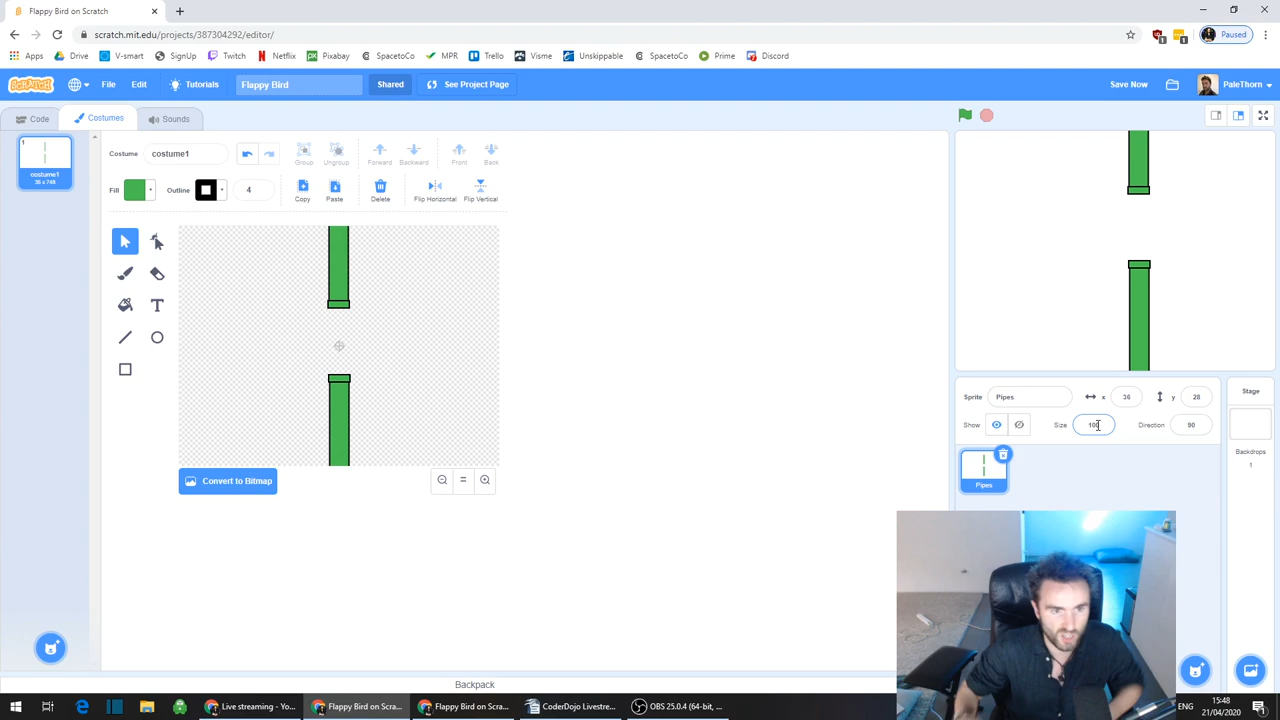 Flappy Bird on Scratch
scratch.mit.edu/projects/387304292/editor/
Paused
Apps Drive V-smart SignUp Twitch Netflix Pixabay SpacetoCo MPR Trello Visme Unskippable SpacetoCo Prime Discord
SCRATCH File Edit Tutorials Flappy Bird Shared See Project Page Save Now PaleThorn
Code Costumes Sounds
1
costume1
36 x 748
Costume costume1 Group Ungroup Forward Backward Front Back
Fill Outline 4 Copy Paste Delete Flip Horizontal Flip Vertical
Convert to Bitmap
Sprite Pipes x 36 y 28
Show Size 100 Direction 90
Pipes
Stage
Backdrops
1
Backpack
Live streaming - Yo... Flappy Bird on Scra... Flappy Bird on Scra... CoderDojo Livestre... OBS 25.0.4 (64-bit, ...
ENG 15:48
21/04/2020